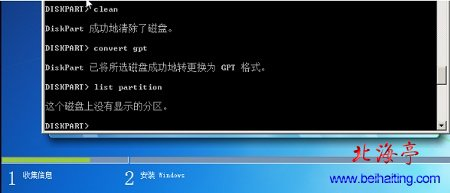 DISKPART> clean
DiskPart 成功地清除了磁盘。
DISKPART> convert gpt
DiskPart 已将所选磁盘成功地转更换为 GPT 格式。
DISKPART> list partition
这个磁盘上没有显示的分区。
DISKPART>
北海亭
www.beihaiting.com
1 收集信息
2 安装 Windows